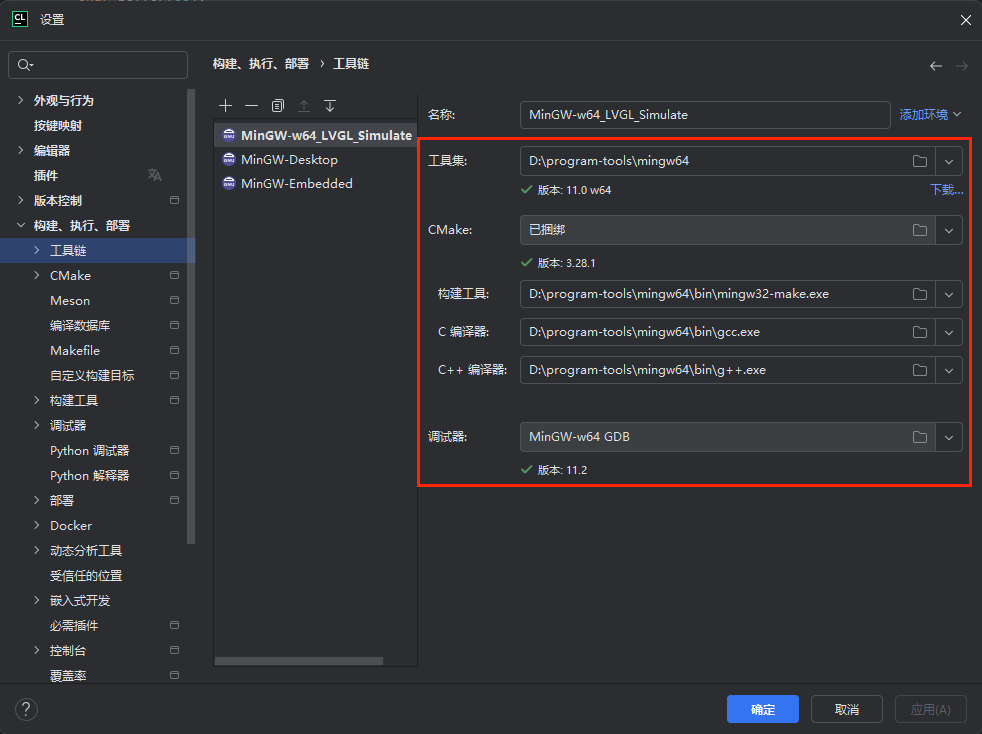 CL 设置
构建、执行、部署 › 工具链
外观与行为
按键映射
编辑器
插件
版本控制
构建、执行、部署
工具链
CMake
Meson
编译数据库
Makefile
自定义构建目标
构建工具
调试器
Python 调试器
Python 解释器
部署
Docker
动态分析工具
受信任的位置
嵌入式开发
必需插件
控制台
覆盖率
MinGW-w64_LVGL_Simulate
MinGW-Desktop
MinGW-Embedded
名称: MinGW-w64_LVGL_Simulate 添加环境
工具集: D:\program-tools\mingw64
版本: 11.0 w64 下载...
CMake: 已捆绑
版本: 3.28.1
构建工具: D:\program-tools\mingw64\bin\mingw32-make.exe
C 编译器: D:\program-tools\mingw64\bin\gcc.exe
C++ 编译器: D:\program-tools\mingw64\bin\g++.exe
调试器: MinGW-w64 GDB
版本: 11.2
? 确定 取消 应用(A)